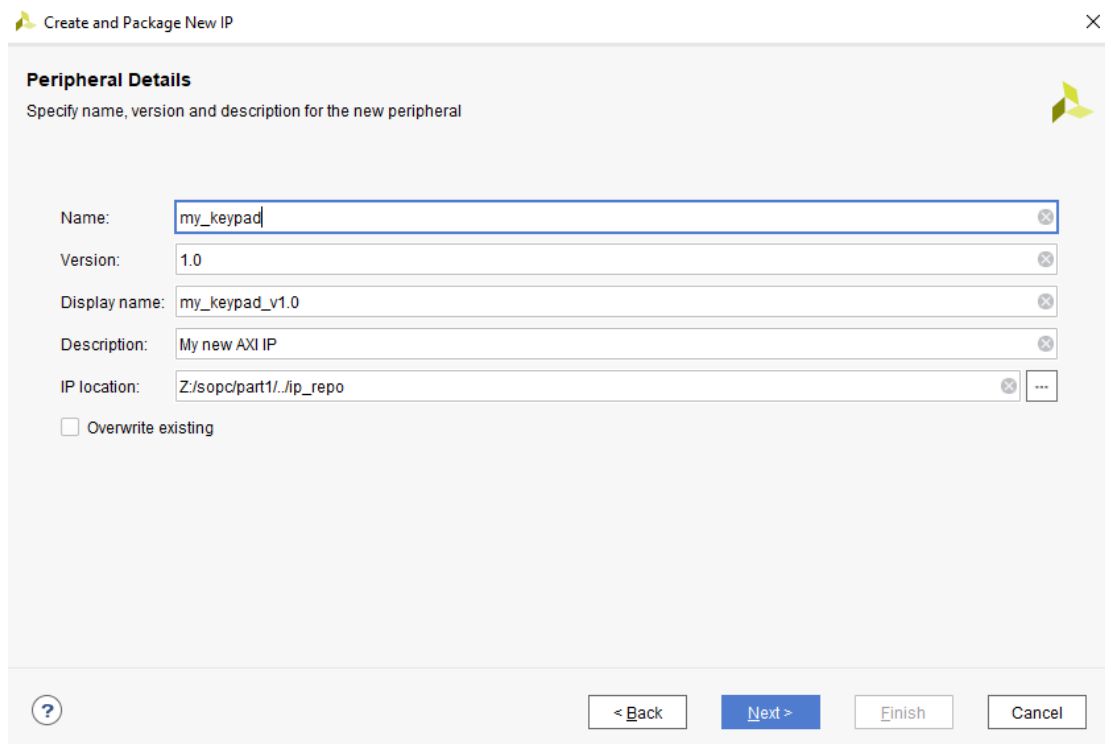 Create and Package New IP
Peripheral Details
Specify name, version and description for the new peripheral
Name: my_keypad
Version: 1.0
Display name: my_keypad_v1.0
Description: My new AXI IP
IP location: Z:/sopc/part1/../ip_repo ...
Overwrite existing
? < Back Next > Finish Cancel